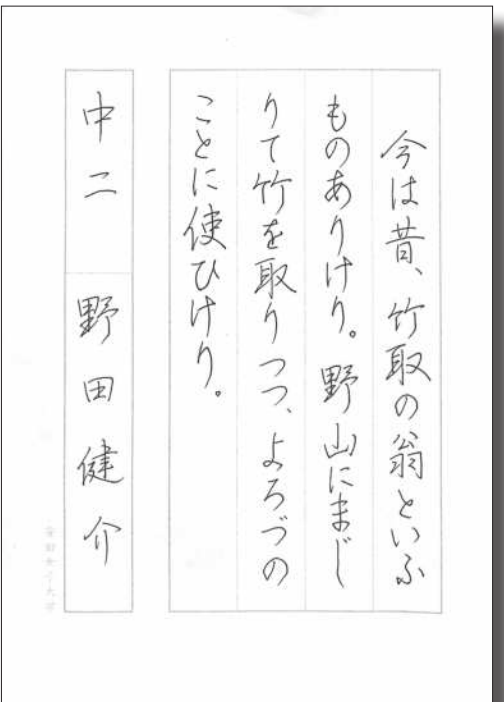 今は昔、竹取の翁といふ
ものありけり。野山にまじ
りて竹を取りつつ、よろづの
ことに使ひけり。
中二 野田健介